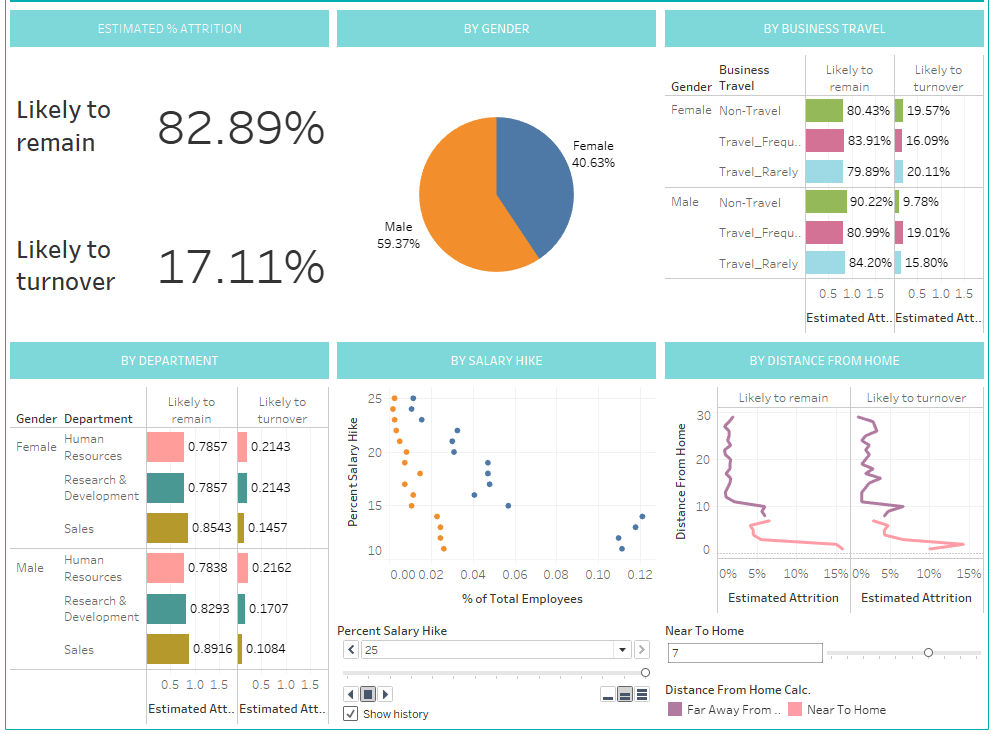 ESTIMATED % ATTRITION
Likely to
remain
82.89%
Likely to
turnover
17.11%
BY GENDER
Female
40.63%
Male
59.37%
BY BUSINESS TRAVEL
Gender
Business
Travel
Likely to
remain
Likely to
turnover
Female Non-Travel 80.43% 19.57%
Travel_Frequ.. 83.91% 16.09%
Travel_Rarely 79.89% 20.11%
Male Non-Travel 90.22% 9.78%
Travel_Frequ.. 80.99% 19.01%
Travel_Rarely 84.20% 15.80%
0.5 1.0 1.5 0.5 1.0 1.5
Estimated Att.. Estimated Att..
BY DEPARTMENT
Gender Department
Likely to
remain
Likely to
turnover
Female
Human
Resources
0.7857 0.2143
Research &
Development
0.7857 0.2143
Sales 0.8543 0.1457
Male
Human
Resources
0.7838 0.2162
Research &
Development
0.8293 0.1707
Sales 0.8916 0.1084
0.5 1.0 1.5 0.5 1.0 1.5
Estimated Att.. Estimated Att..
BY SALARY HIKE
Percent Salary Hike
25
20
15
10
0.00 0.02 0.04 0.06 0.08 0.10 0.12
% of Total Employees
Percent Salary Hike
25
Show history
BY DISTANCE FROM HOME
Likely to remain Likely to turnover
Distance From Home
30
20
10
0
0% 5% 10% 15% 0% 5% 10% 15%
Estimated Attrition Estimated Attrition
Near To Home
7
Distance From Home Calc.
Far Away From .. Near To Home